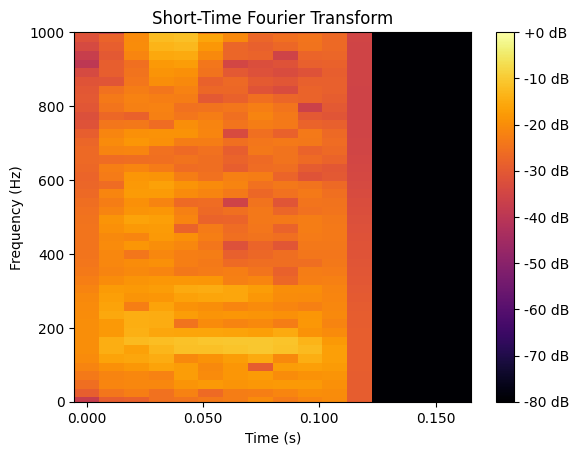 Short-Time Fourier Transform
Frequency (Hz)
1000
800
600
400
200
0
0.000
0.050
0.100
0.150
Time (s)
+0 dB
-10 dB
-20 dB
-30 dB
-40 dB
-50 dB
-60 dB
-70 dB
-80 dB